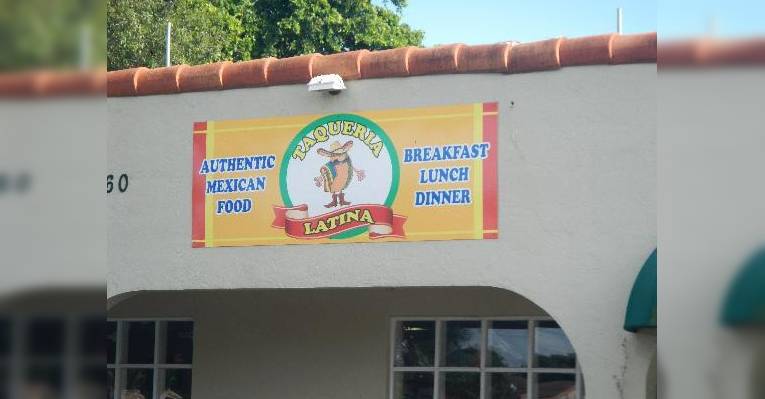 60
AUTHENTIC
MEXICAN
FOOD
TAQUERIA
LATINA
BREAKFAST
LUNCH
DINNER